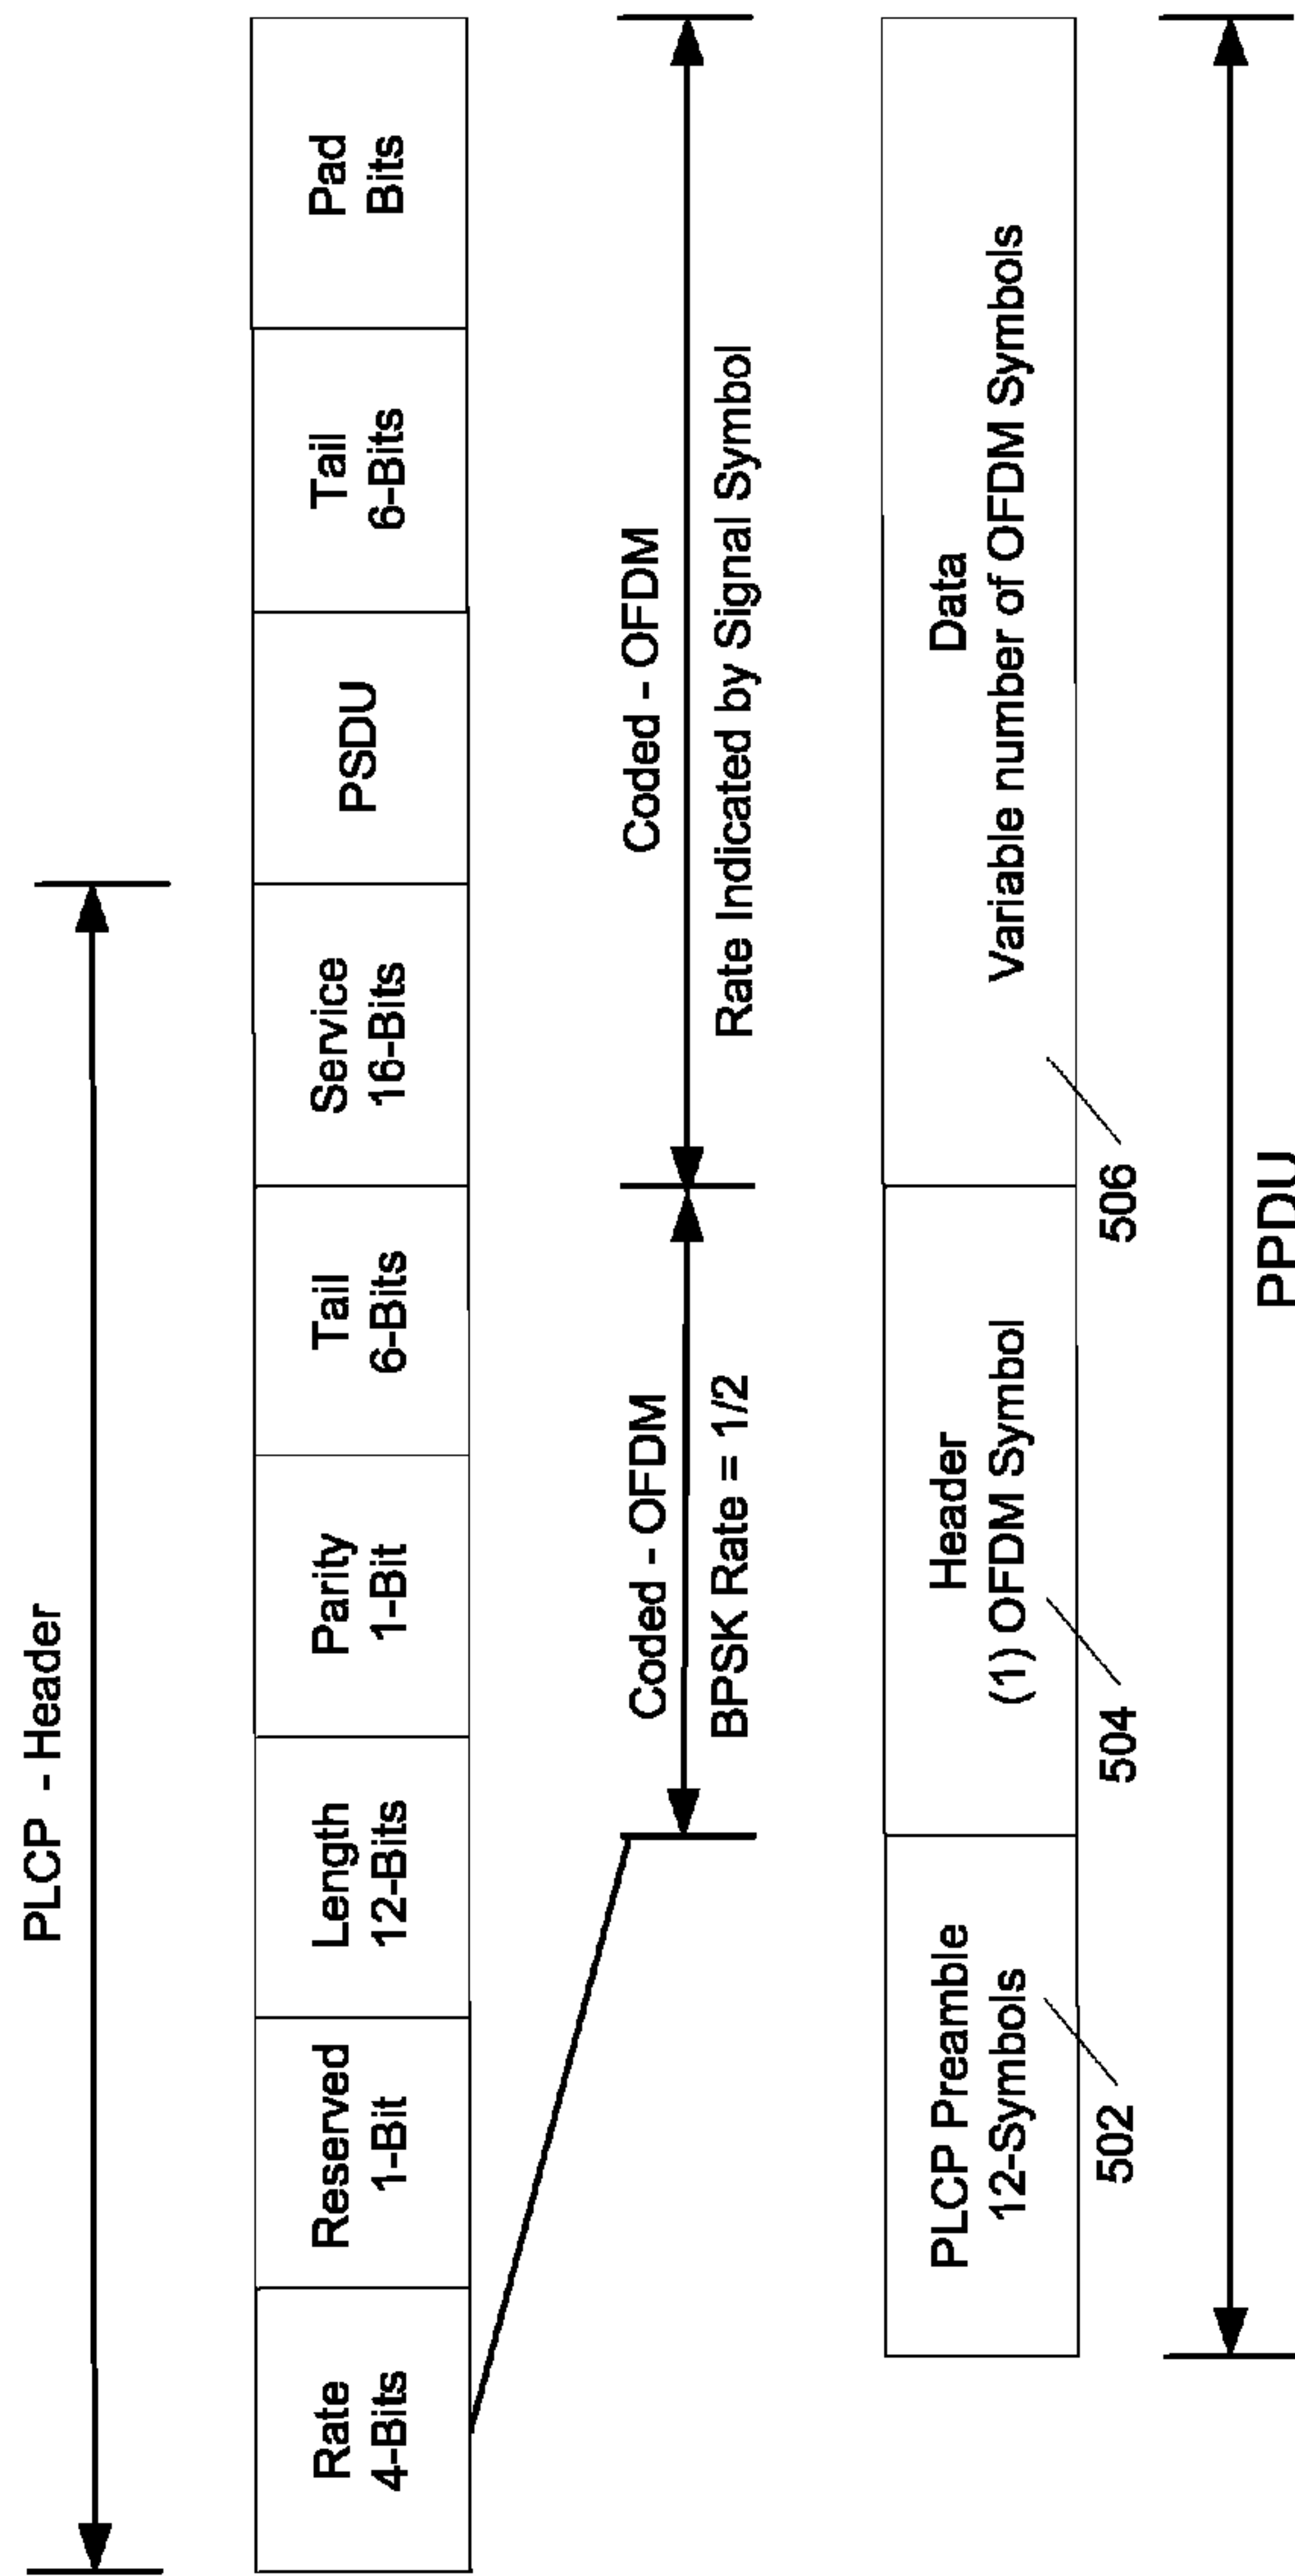 PLCP - Header
Rate
4-Bits
Reserved
1-Bit
Length
12-Bits
Parity
1-Bit
Tail
6-Bits
Service
16-Bits
PSDU
Tail
6-Bits
Pad
Bits
Coded - OFDM
BPSK Rate = 1/2
Coded - OFDM
Rate Indicated by Signal Symbol
PLCP Preamble
12-Symbols
502
Header
(1) OFDM Symbol
504
Data
Variable number of OFDM Symbols
506
PPDU